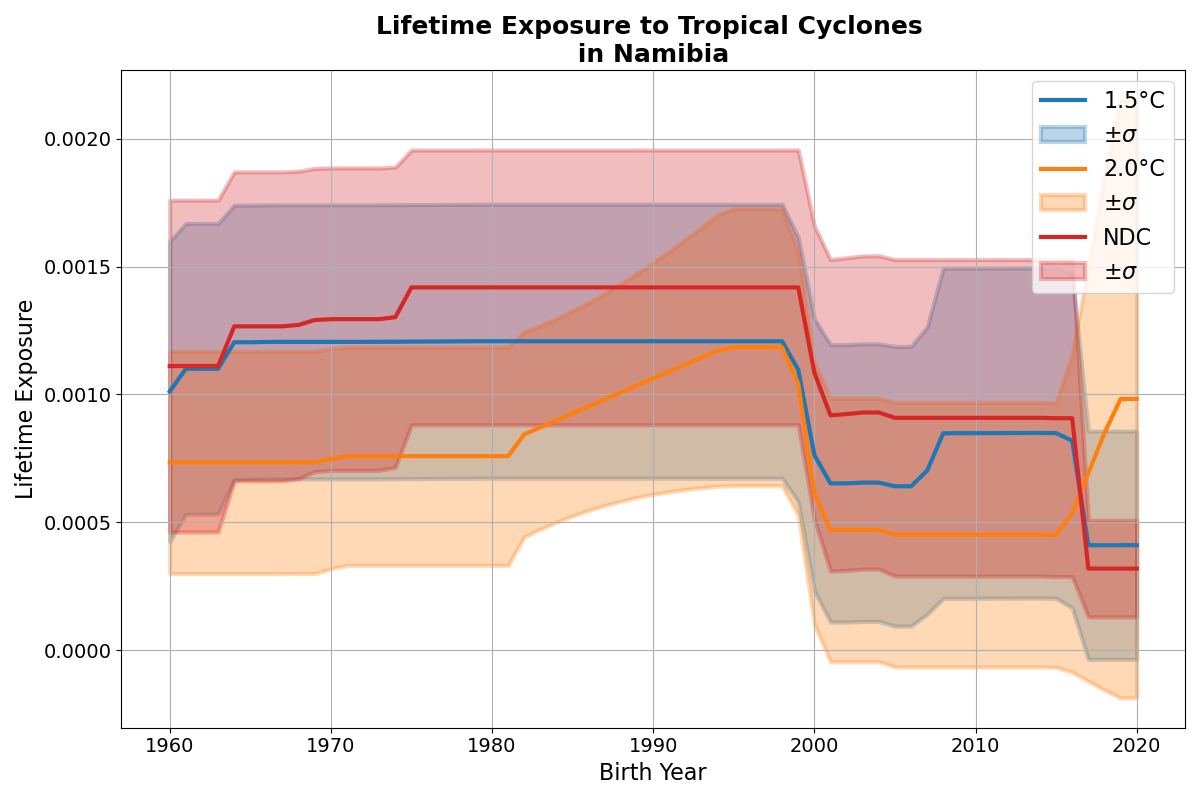 Lifetime Exposure to Tropical Cyclones
in Namibia
Lifetime Exposure
0.0020
0.0015
0.0010
0.0005
0.0000
1960
1970
1980
1990
2000
2010
2020
Birth Year
1.5°C
±σ
2.0°C
±σ
NDC
±σ